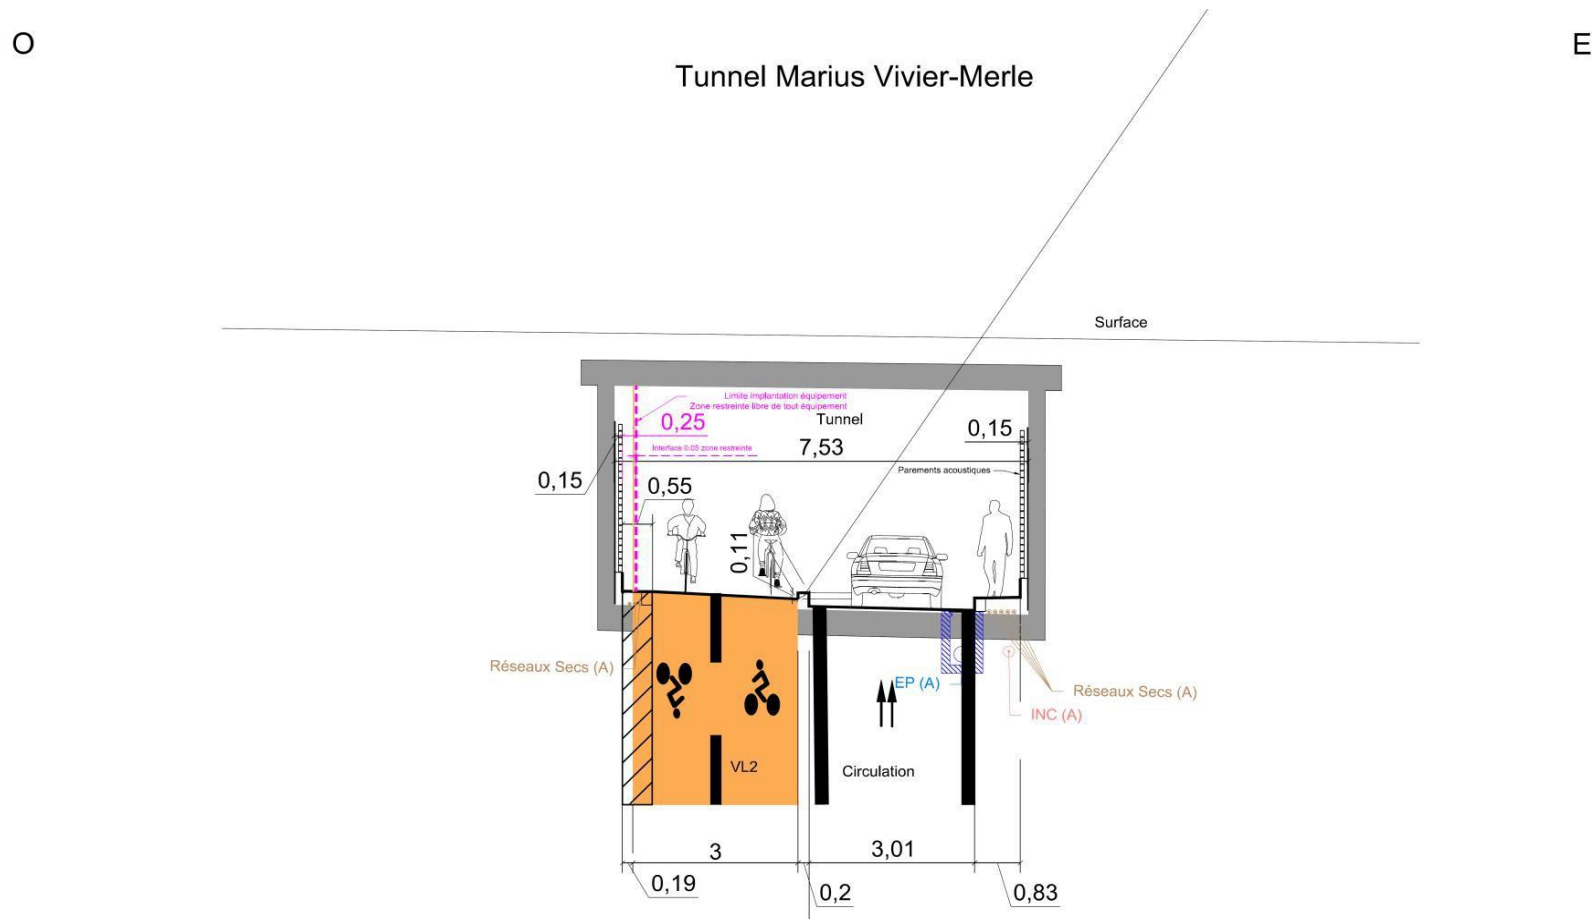 O
E
Tunnel Marius Vivier-Merle
Surface
Limite implantation équipement
Zone restreinte libre de tout équipement
0,25
Tunnel
0,15
7,53
Interface 0.05 zone restreinte
Parements acoustiques
0,15
0,55
0,11
Réseaux Secs (A)
EP (A)
Réseaux Secs (A)
INC (A)
VL2
Circulation
3
3,01
0,19
0,2
0,83